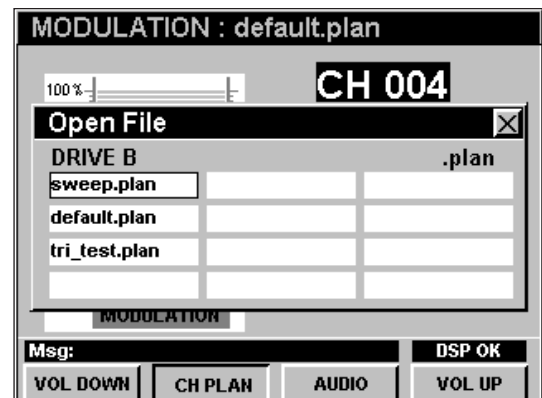 MODULATION : default.plan
100%
CH 004
Open File
DRIVE B
.plan
sweep.plan
default.plan
tri_test.plan
MODULATION
Msg:
DSP OK
VOL DOWN
CH PLAN
AUDIO
VOL UP